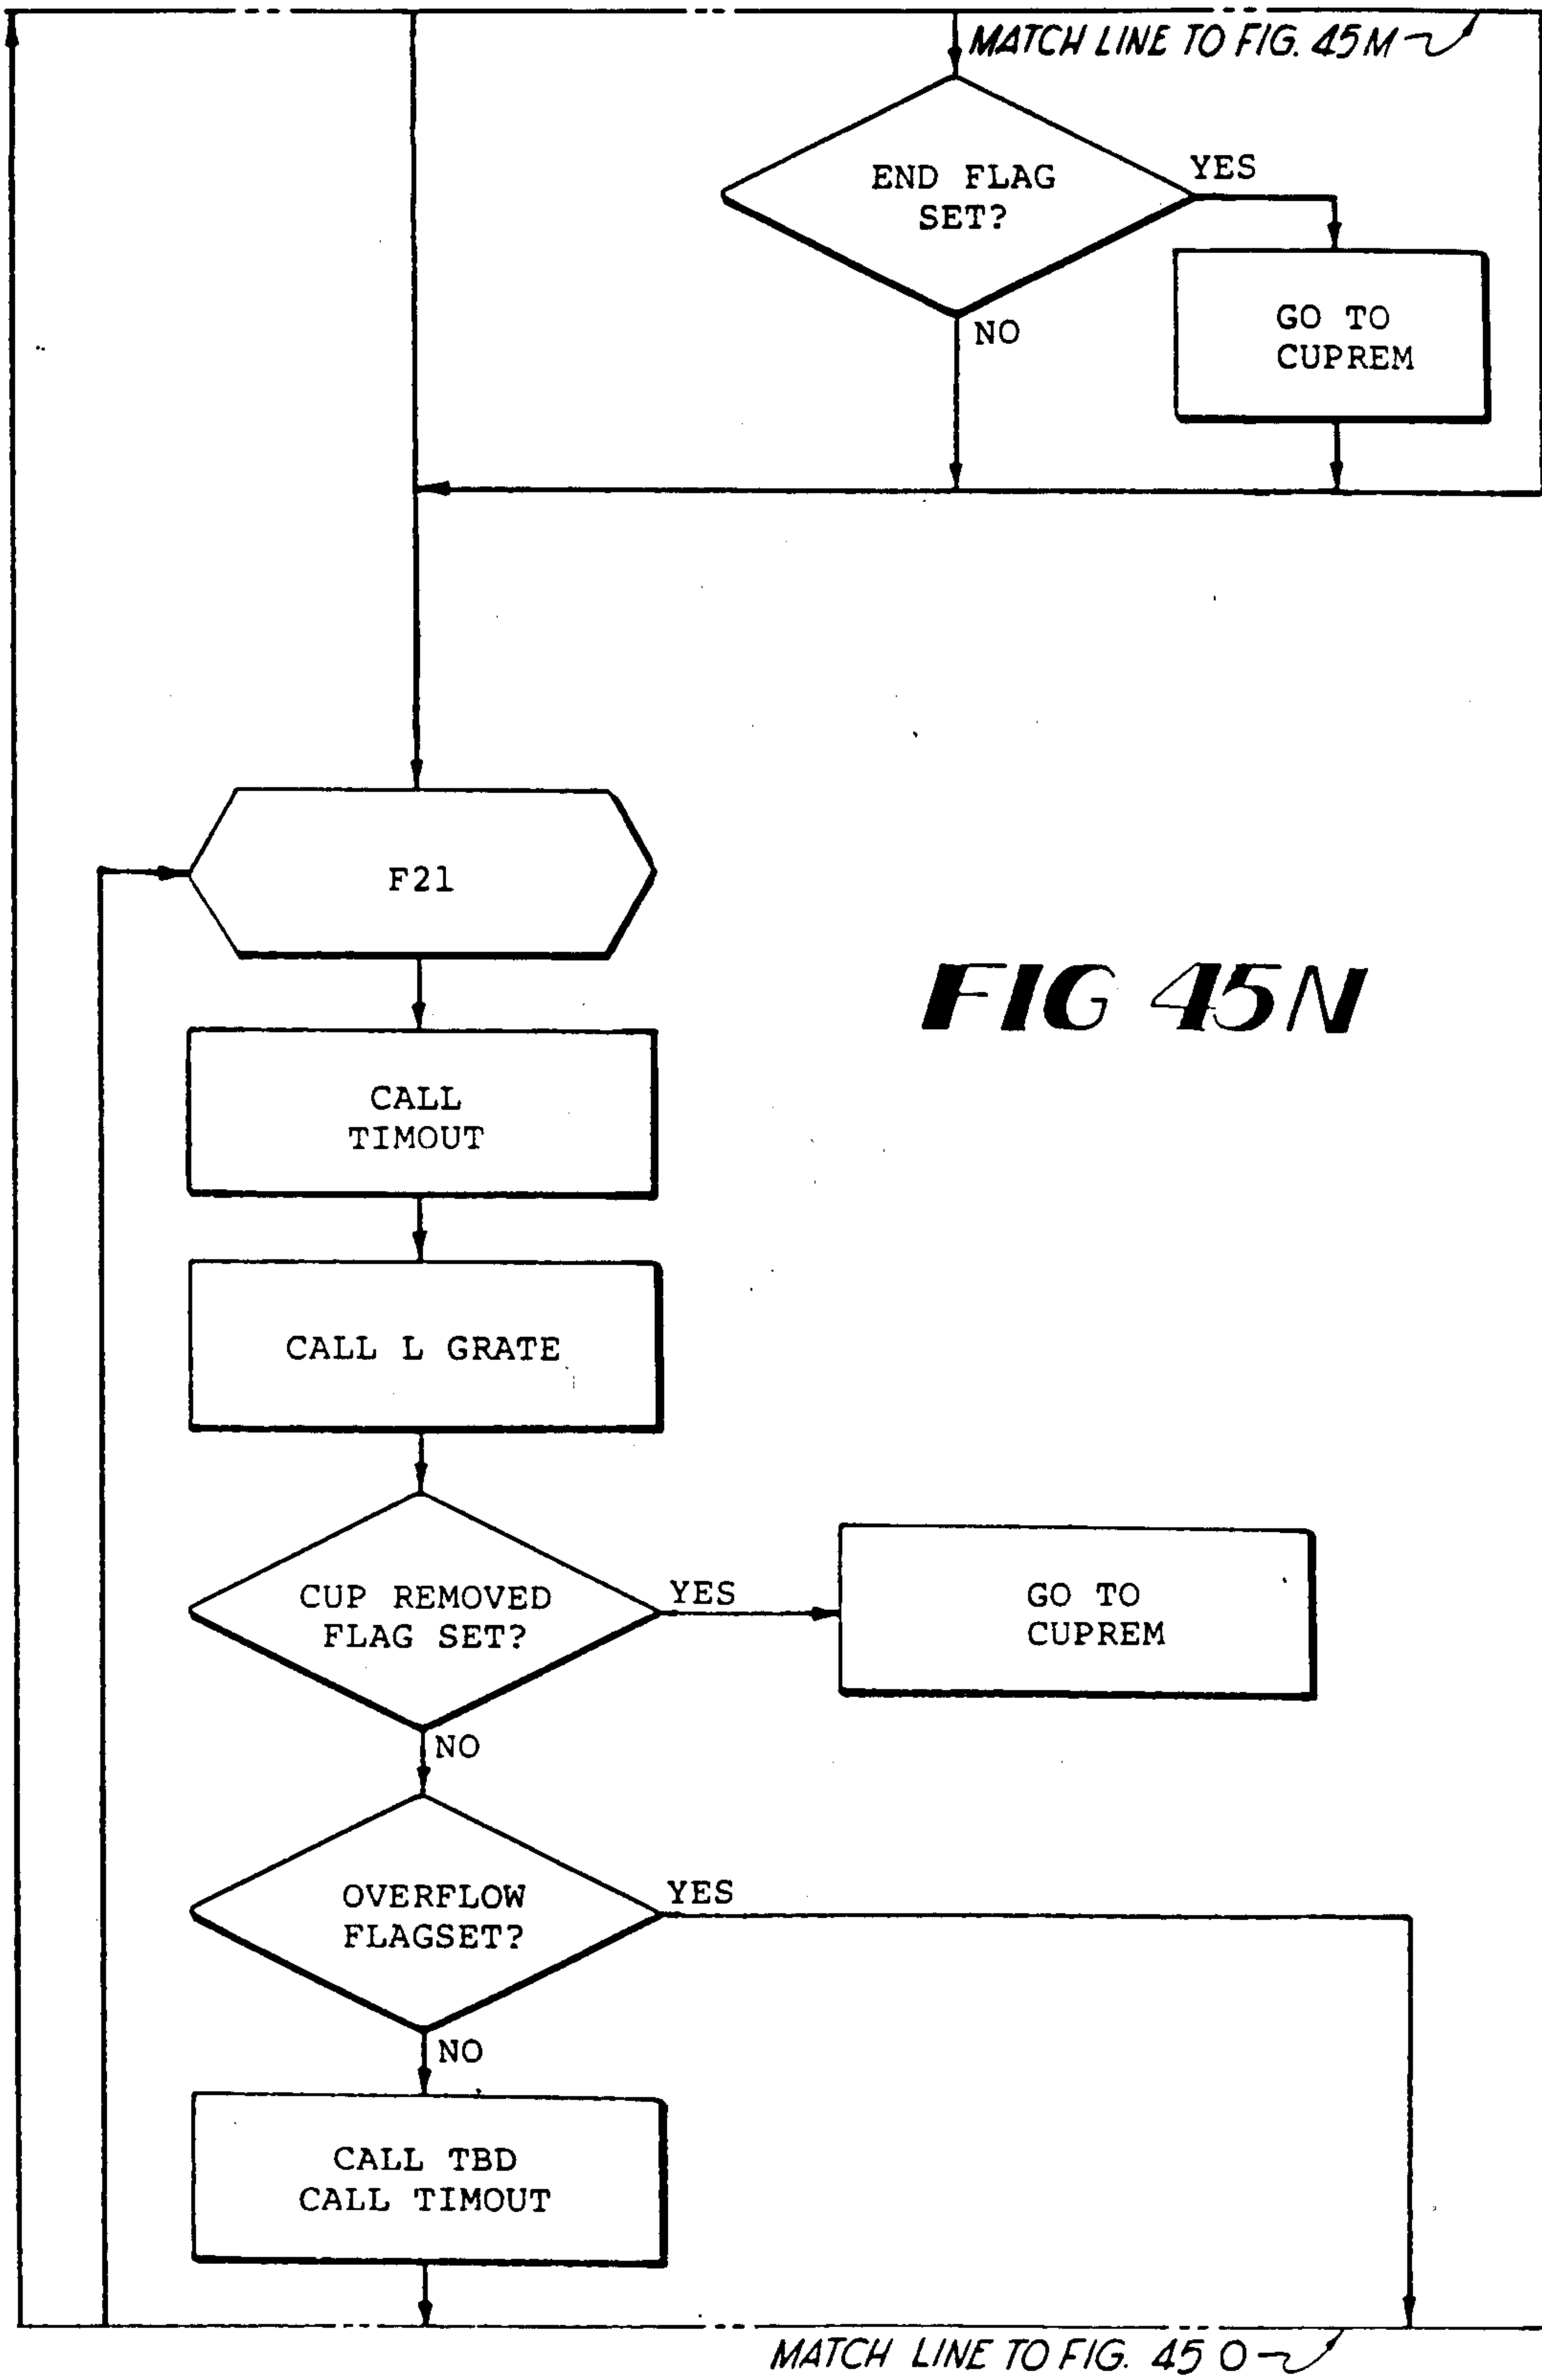 MATCH LINE TO FIG. 45M
END FLAG
SET?
YES
NO
GO TO
CUPREM
F21
FIG 45N
CALL
TIMOUT
CALL L GRATE
CUP REMOVED
FLAG SET?
YES
GO TO
CUPREM
NO
OVERFLOW
FLAGSET?
YES
NO
CALL TBD
CALL TIMOUT
MATCH LINE TO FIG. 45 O